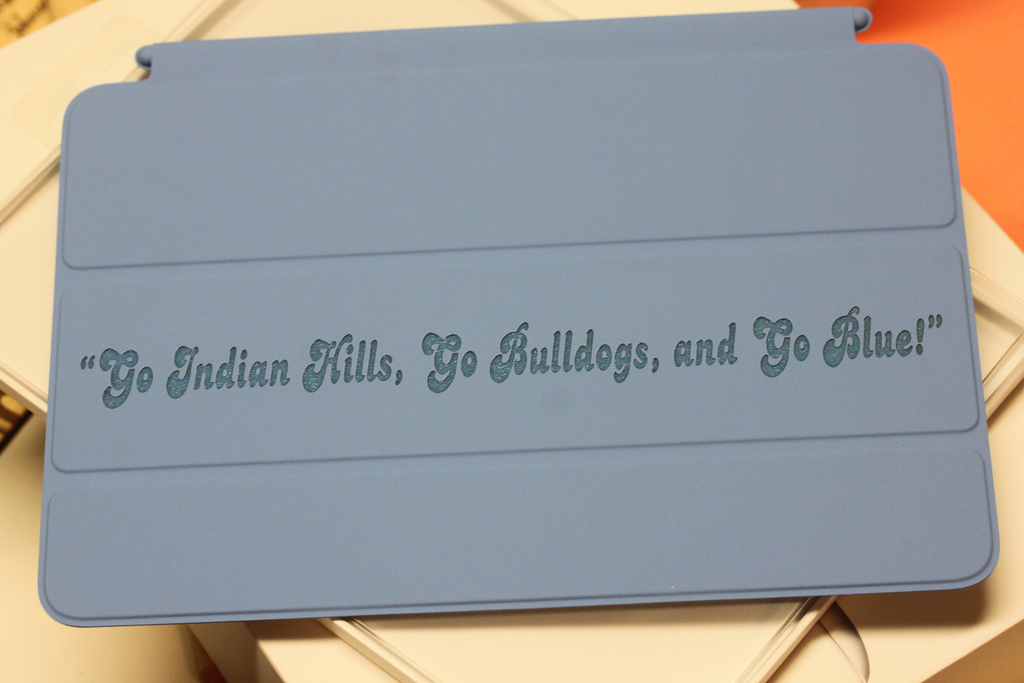 “Go Indian Hills, Go Bulldogs, and Go Blue!”